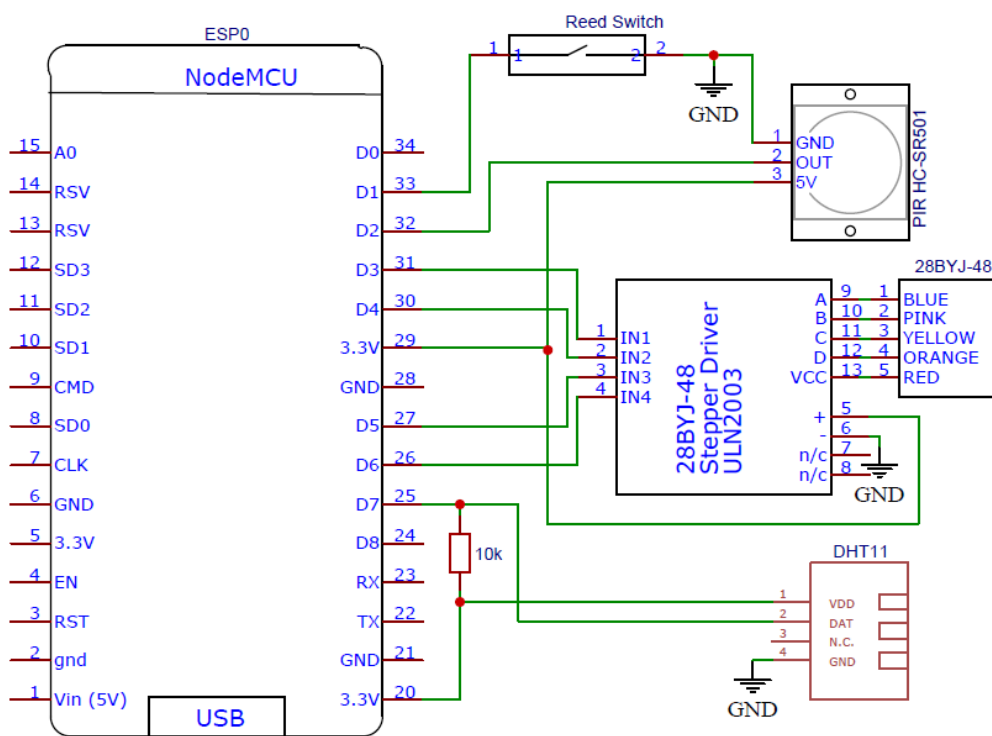 ESP0
NodeMCU
15 A0
14 RSV
13 RSV
12 SD3
11 SD2
10 SD1
9 CMD
8 SD0
7 CLK
6 GND
5 3.3V
4 EN
3 RST
2 gnd
1 Vin (5V)
USB
D0 34
D1 33
D2 32
D3 31
D4 30
3.3V 29
GND 28
D5 27
D6 26
D7 25
D8 24
RX 23
TX 22
GND 21
3.3V 20
Reed Switch
1 1 2 2
GND
1 GND
2 OUT
3 5V
PIR HC-SR501
1 IN1
2 IN2
3 IN3
4 IN4
28BYJ-48
Stepper Driver
ULN2003
A 9
B 10
C 11
D 12
VCC 13
+ 5
- 6
n/c 7
n/c 8
GND
28BYJ-48
1 BLUE
2 PINK
3 YELLOW
4 ORANGE
5 RED
10k
DHT11
1 VDD
2 DAT
3 N.C.
4 GND
GND